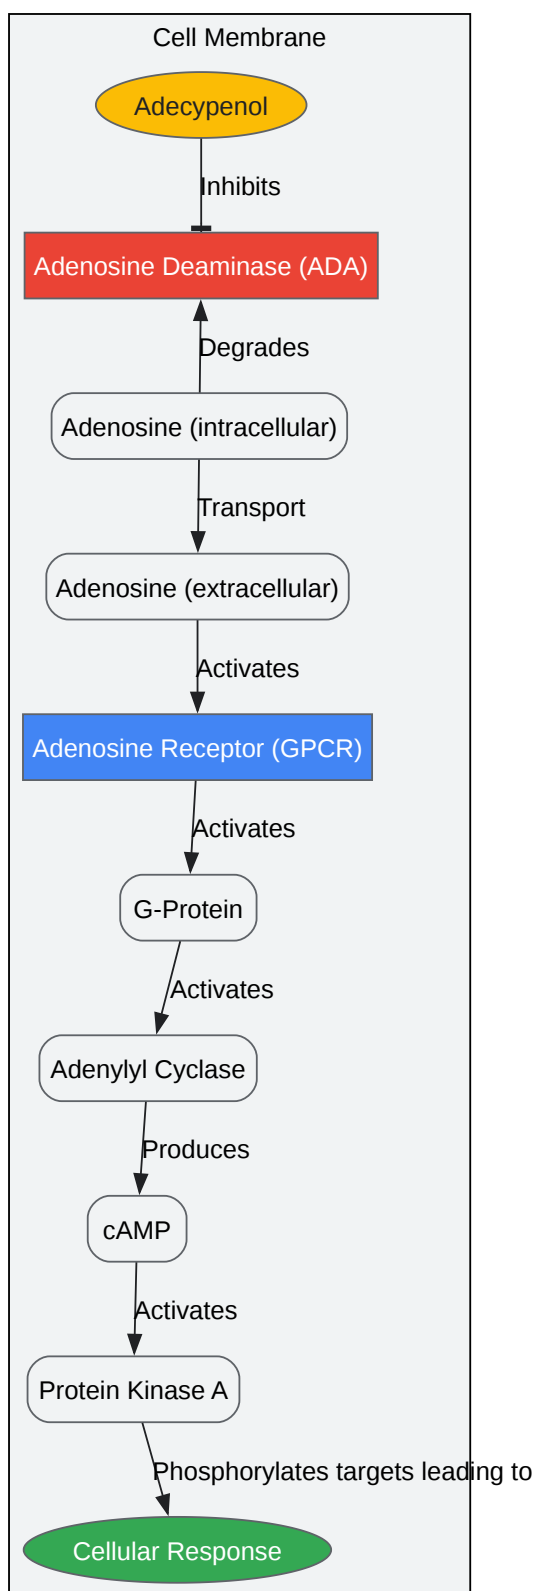 Cell Membrane
Adecypenol
Inhibits
Adenosine Deaminase (ADA)
Degrades
Adenosine (intracellular)
Transport
Adenosine (extracellular)
Activates
Adenosine Receptor (GPCR)
Activates
G-Protein
Activates
Adenylyl Cyclase
Produces
cAMP
Activates
Protein Kinase A
Phosphorylates targets leading to
Cellular Response